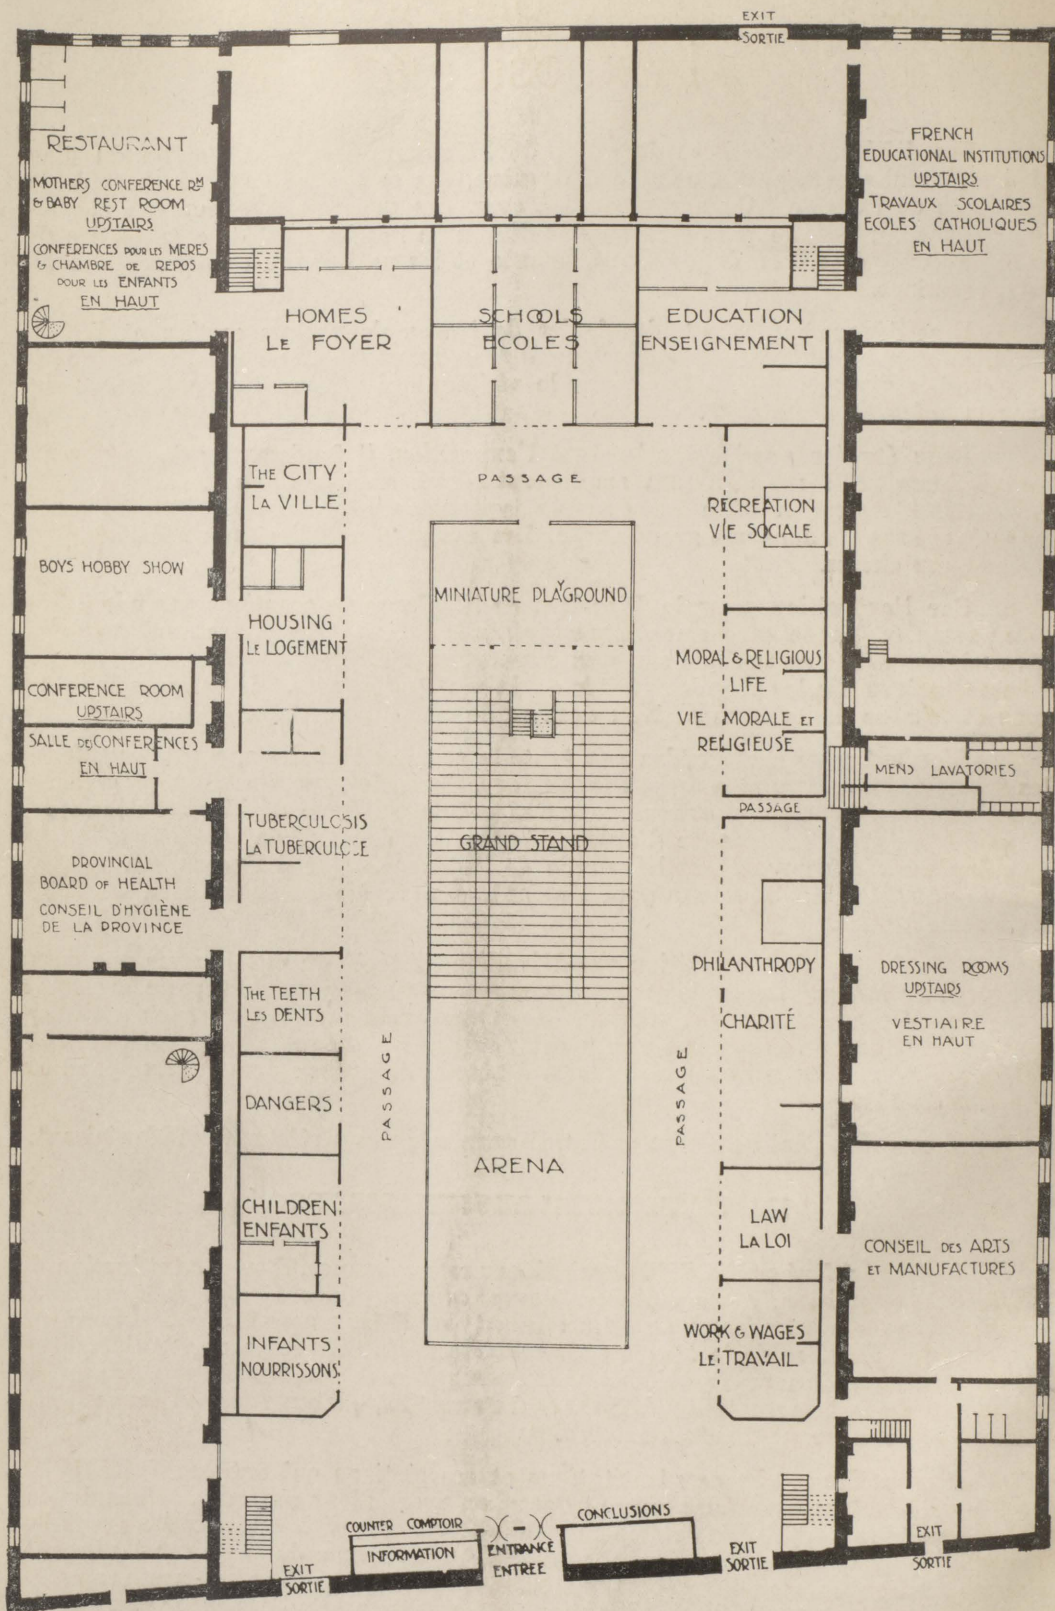 EXIT
SORTIE
RESTAURANT
MOTHERS CONFERENCE RM
& BABY REST ROOM
UPSTAIRS
CONFERENCES POUR LES MERES
& CHAMBRE DE REPOS
POUR LES ENFANTS
EN HAUT
FRENCH
EDUCATIONAL INSTITUTIONS
UPSTAIRS
TRAVAUX SCOLAIRES
ECOLES CATHOLIQUES
EN HAUT
HOMES
LE FOYER
SCHOOLS
ECOLES
EDUCATION
ENSEIGNEMENT
THE CITY
LA VILLE
PASSAGE
RECREATION
VIE SOCIALE
BOYS HOBBY SHOW
HOUSING
LE LOGEMENT
MINIATURE PLAYGROUND
MORAL & RELIGIOUS
LIFE
VIE MORALE ET
RELIGIEUSE
CONFERENCE ROOM
UPSTAIRS
SALLE DES CONFERENCES
EN HAUT
MENS LAVATORIES
PASSAGE
TUBERCULOSIS
LA TUBERCULOSE
GRAND STAND
PROVINCIAL
BOARD OF HEALTH
CONSEIL D'HYGIÈNE
DE LA PROVINCE
PHILANTHROPY
CHARITÉ
DRESSING ROOMS
UPSTAIRS
VESTIAIRE
EN HAUT
THE TEETH
LES DENTS
PASSAGE
PASSAGE
DANGERS
ARENA
CHILDREN
ENFANTS
LAW
LA LOI
CONSEIL DES ARTS
ET MANUFACTURES
INFANTS
NOURRISSONS
WORK & WAGES
LE TRAVAIL
COUNTER COMPTOIR
INFORMATION
ENTRANCE
ENTREE
CONCLUSIONS
EXIT
SORTIE
EXIT
SORTIE
EXIT
SORTIE